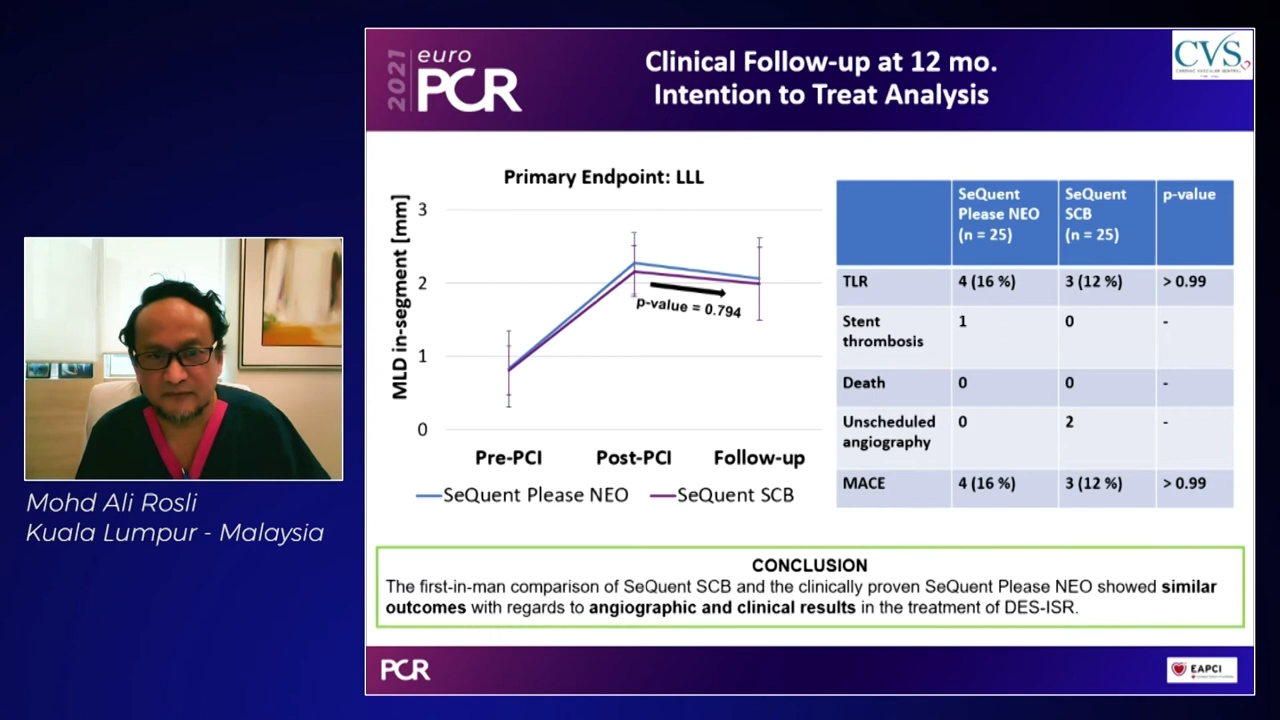 2021
euro
PCR
Clinical Follow-up at 12 mo.
Intention to Treat Analysis
CVS
Primary Endpoint: LLL
MLD in-segment [mm]
3
2
1
0
p-value = 0.794
Pre-PCI Post-PCI Follow-up
SeQuent Please NEO SeQuent SCB
SeQuent Please NEO (n = 25) SeQuent SCB (n = 25) p-value
TLR 4 (16 %) 3 (12 %) > 0.99
Stent thrombosis 1 0 -
Death 0 0 -
Unscheduled angiography 0 2 -
MACE 4 (16 %) 3 (12 %) > 0.99
Mohd Ali Rosli
Kuala Lumpur - Malaysia
CONCLUSION
The first-in-man comparison of SeQuent SCB and the clinically proven SeQuent Please NEO showed similar
outcomes with regards to angiographic and clinical results in the treatment of DES-ISR.
PCR
EAPCI